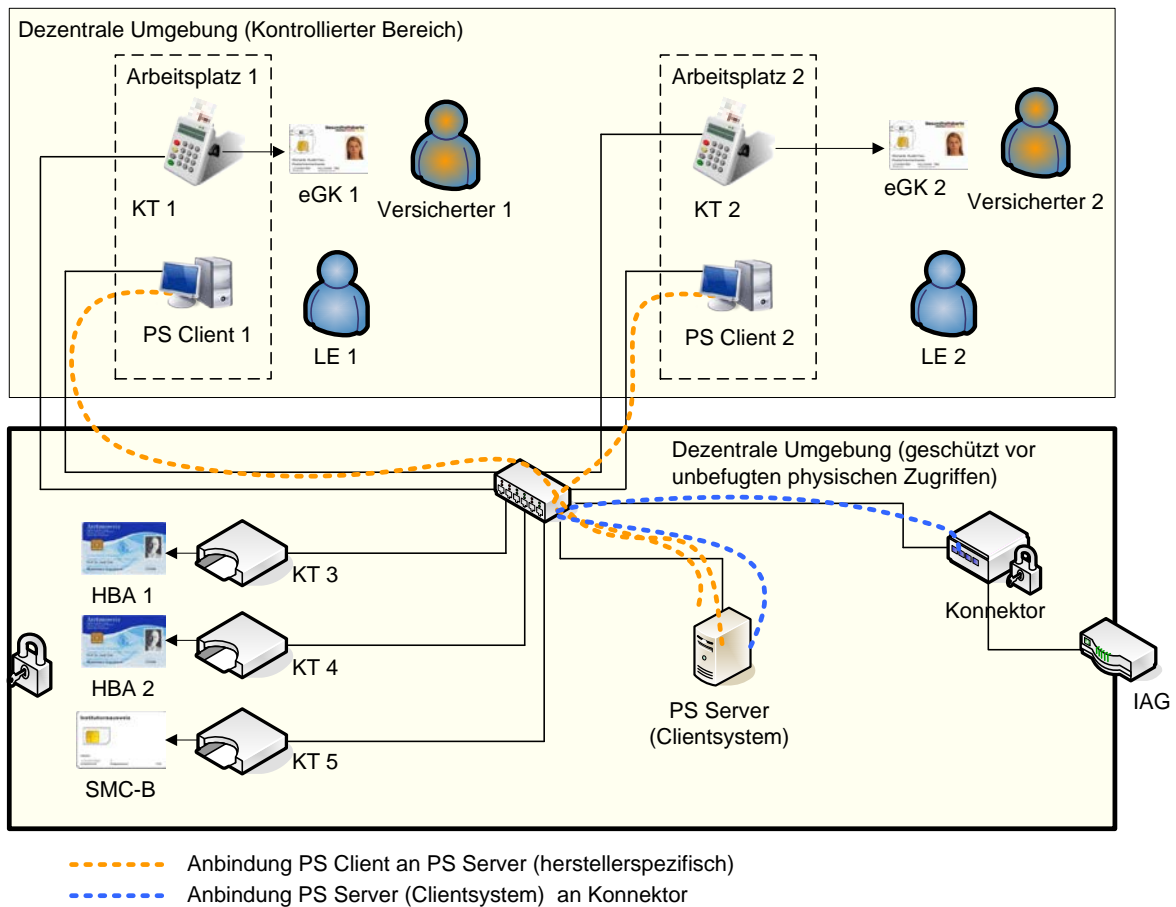 Dezentrale Umgebung (Kontrollierter Bereich)
Arbeitsplatz 1
Arbeitsplatz 2
Gesundheitskarte
eGK 1
Versicherter 1
KT 1
eGK 2
Versicherter 2
KT 2
PS Client 1
LE 1
PS Client 2
LE 2
Dezentrale Umgebung (geschützt vor
unbefugten physischen Zugriffen)
HBA 1
KT 3
HBA 2
KT 4
Institutionsausweis
SMC-B
KT 5
PS Server
(Clientsystem)
Konnektor
IAG
Anbindung PS Client an PS Server (herstellerspezifisch)
Anbindung PS Server (Clientsystem) an Konnektor